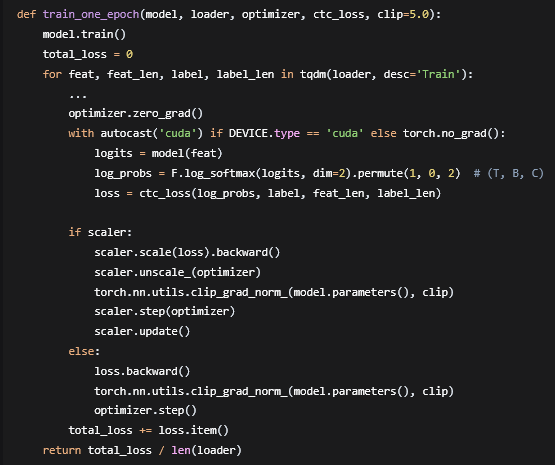 def train_one_epoch(model, loader, optimizer, ctc_loss, clip=5.0):
    model.train()
    total_loss = 0
    for feat, feat_len, label, label_len in tqdm(loader, desc='Train'):
        ...
        optimizer.zero_grad()
        with autocast('cuda') if DEVICE.type == 'cuda' else torch.no_grad():
            logits = model(feat)
            log_probs = F.log_softmax(logits, dim=2).permute(1, 0, 2)  # (T, B, C)
            loss = ctc_loss(log_probs, label, feat_len, label_len)

        if scaler:
            scaler.scale(loss).backward()
            scaler.unscale_(optimizer)
            torch.nn.utils.clip_grad_norm_(model.parameters(), clip)
            scaler.step(optimizer)
            scaler.update()
        else:
            loss.backward()
            torch.nn.utils.clip_grad_norm_(model.parameters(), clip)
            optimizer.step()
        total_loss += loss.item()
    return total_loss / len(loader)